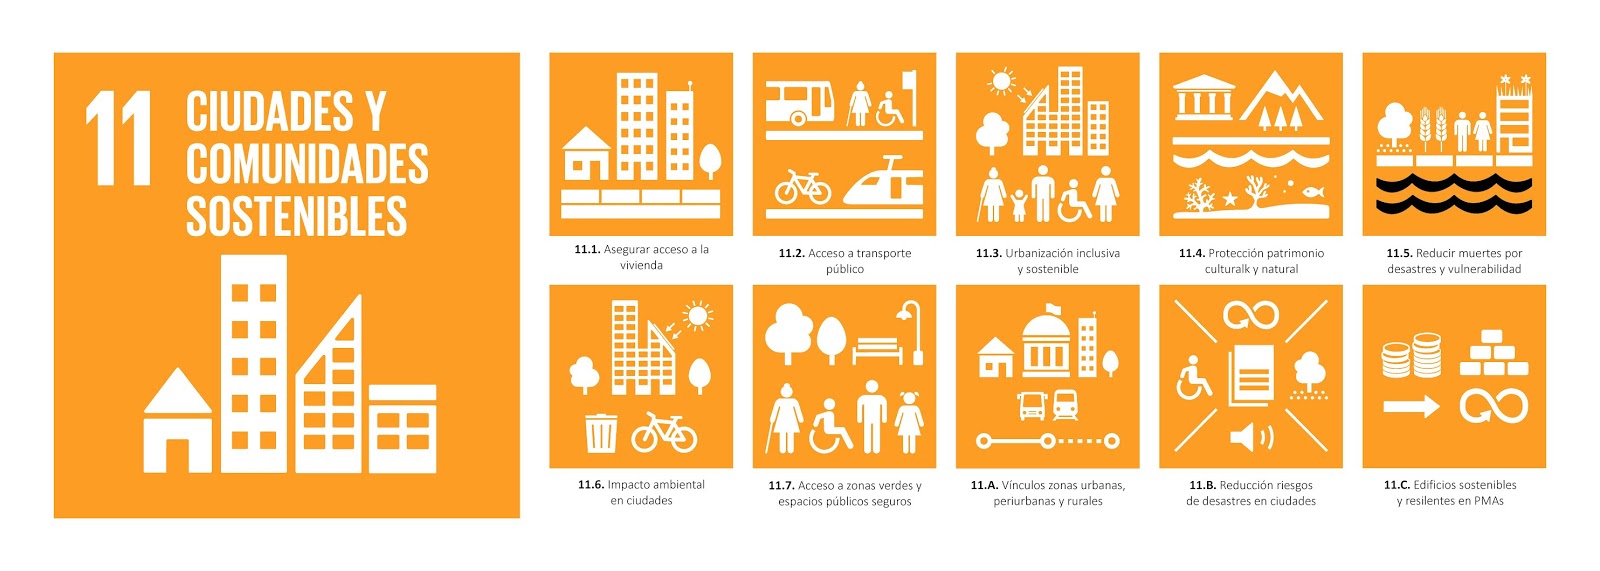 11
CIUDADES Y
COMUNIDADES
SOSTENIBLES
11.1. Asegurar acceso a la
vivienda
11.2. Acceso a transporte
público
11.3. Urbanización inclusiva
y sostenible
11.4. Protección patrimonio
culturalk y natural
11.5. Reducir muertes por
desastres y vulnerabilidad
11.6. Impacto ambiental
en ciudades
11.7. Acceso a zonas verdes y
espacios públicos seguros
11.A. Vínculos zonas urbanas,
periurbanas y rurales
11.B. Reducción riesgos
de desastres en ciudades
11.C. Edificios sostenibles
y resilentes en PMAs